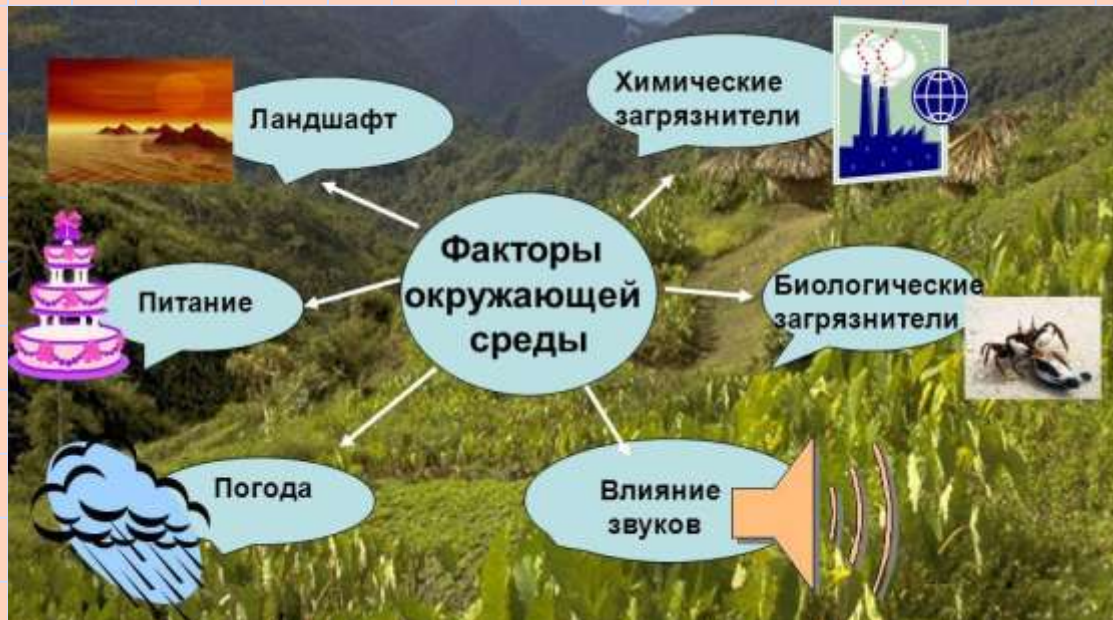 Ландшафт
Химические
загрязнители
Факторы
окружающей
среды
Питание
Биологические
загрязнители
Погода
Влияние
звуков